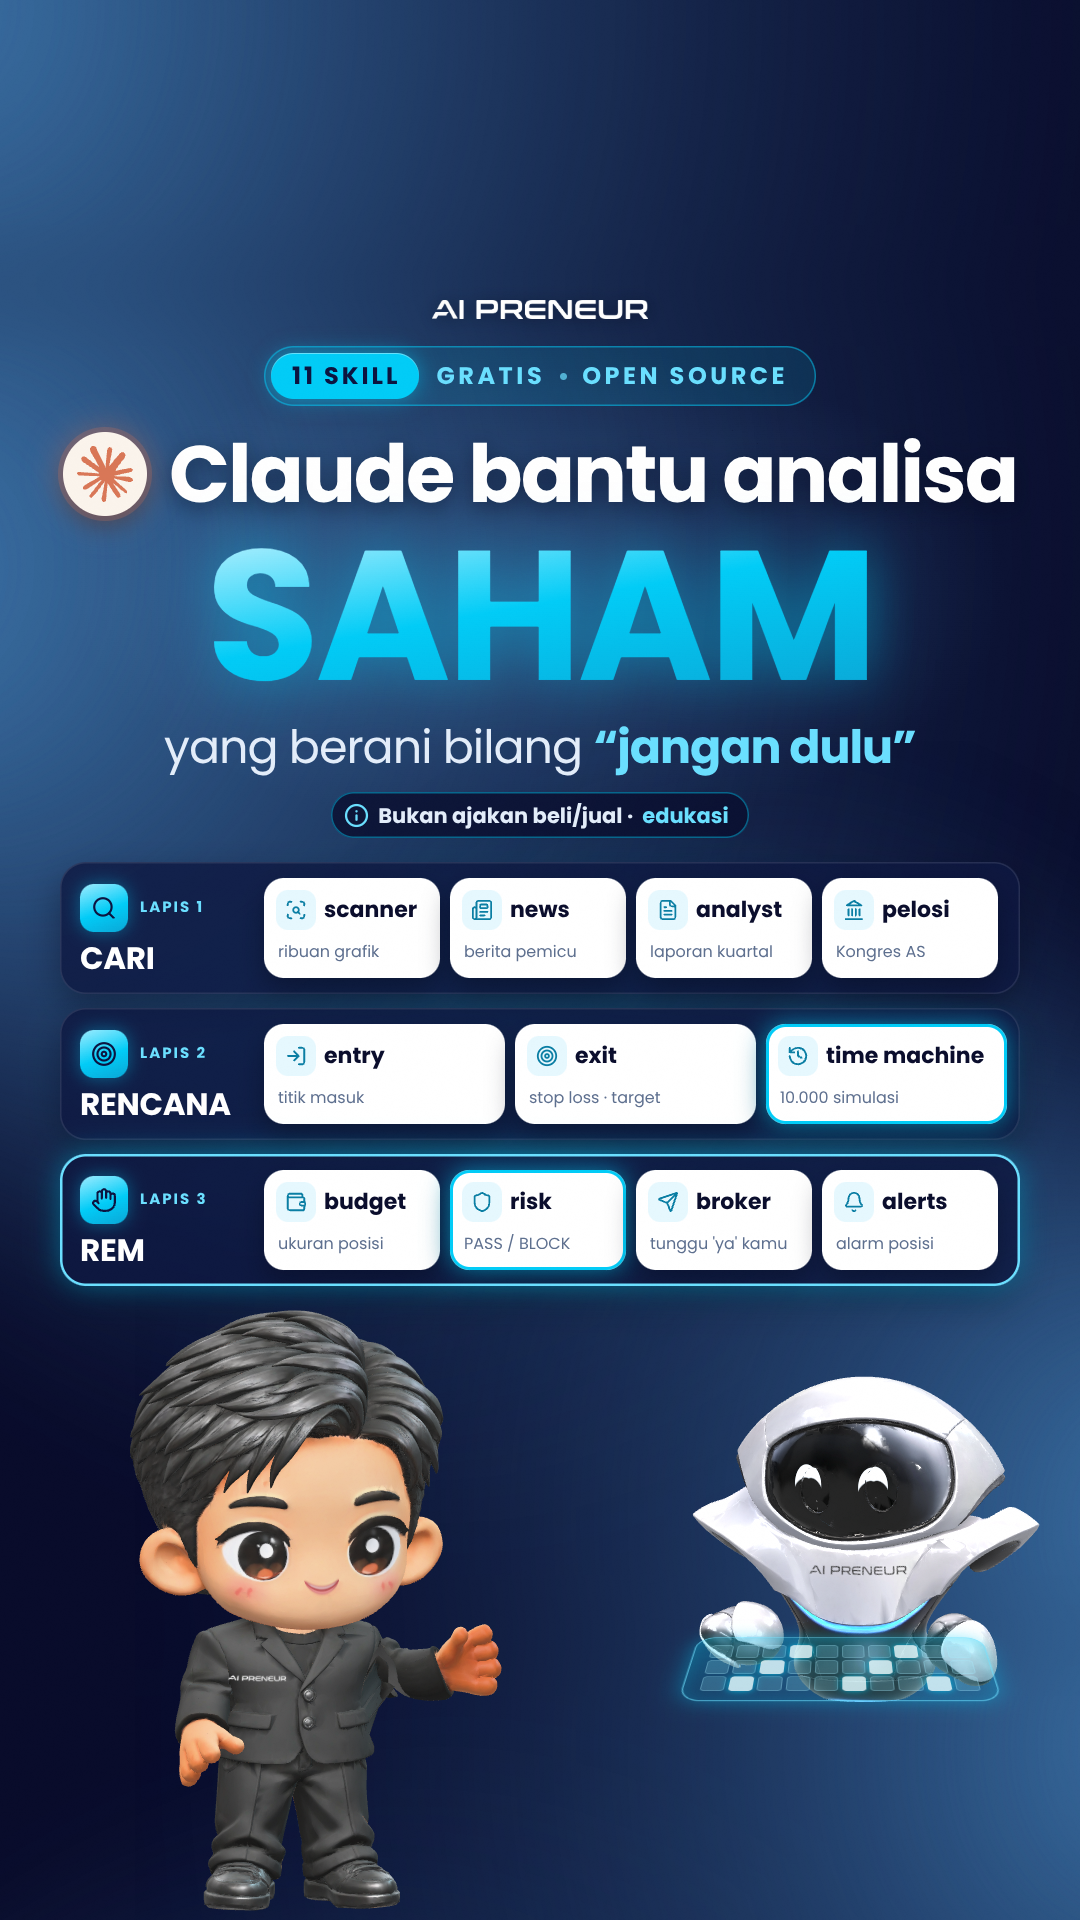 AI PRENEUR
11 SKILL GRATIS • OPEN SOURCE
Claude bantu analisa
SAHAM
yang berani bilang “jangan dulu”
Bukan ajakan beli/jual · edukasi
LAPIS 1
CARI
scanner
ribuan grafik
news
berita pemicu
analyst
laporan kuartal
pelosi
Kongres AS
LAPIS 2
RENCANA
entry
titik masuk
exit
stop loss · target
time machine
10.000 simulasi
LAPIS 3
REM
budget
ukuran posisi
risk
PASS / BLOCK
broker
tunggu 'ya' kamu
alerts
alarm posisi
AI PRENEUR
AI PRENEUR